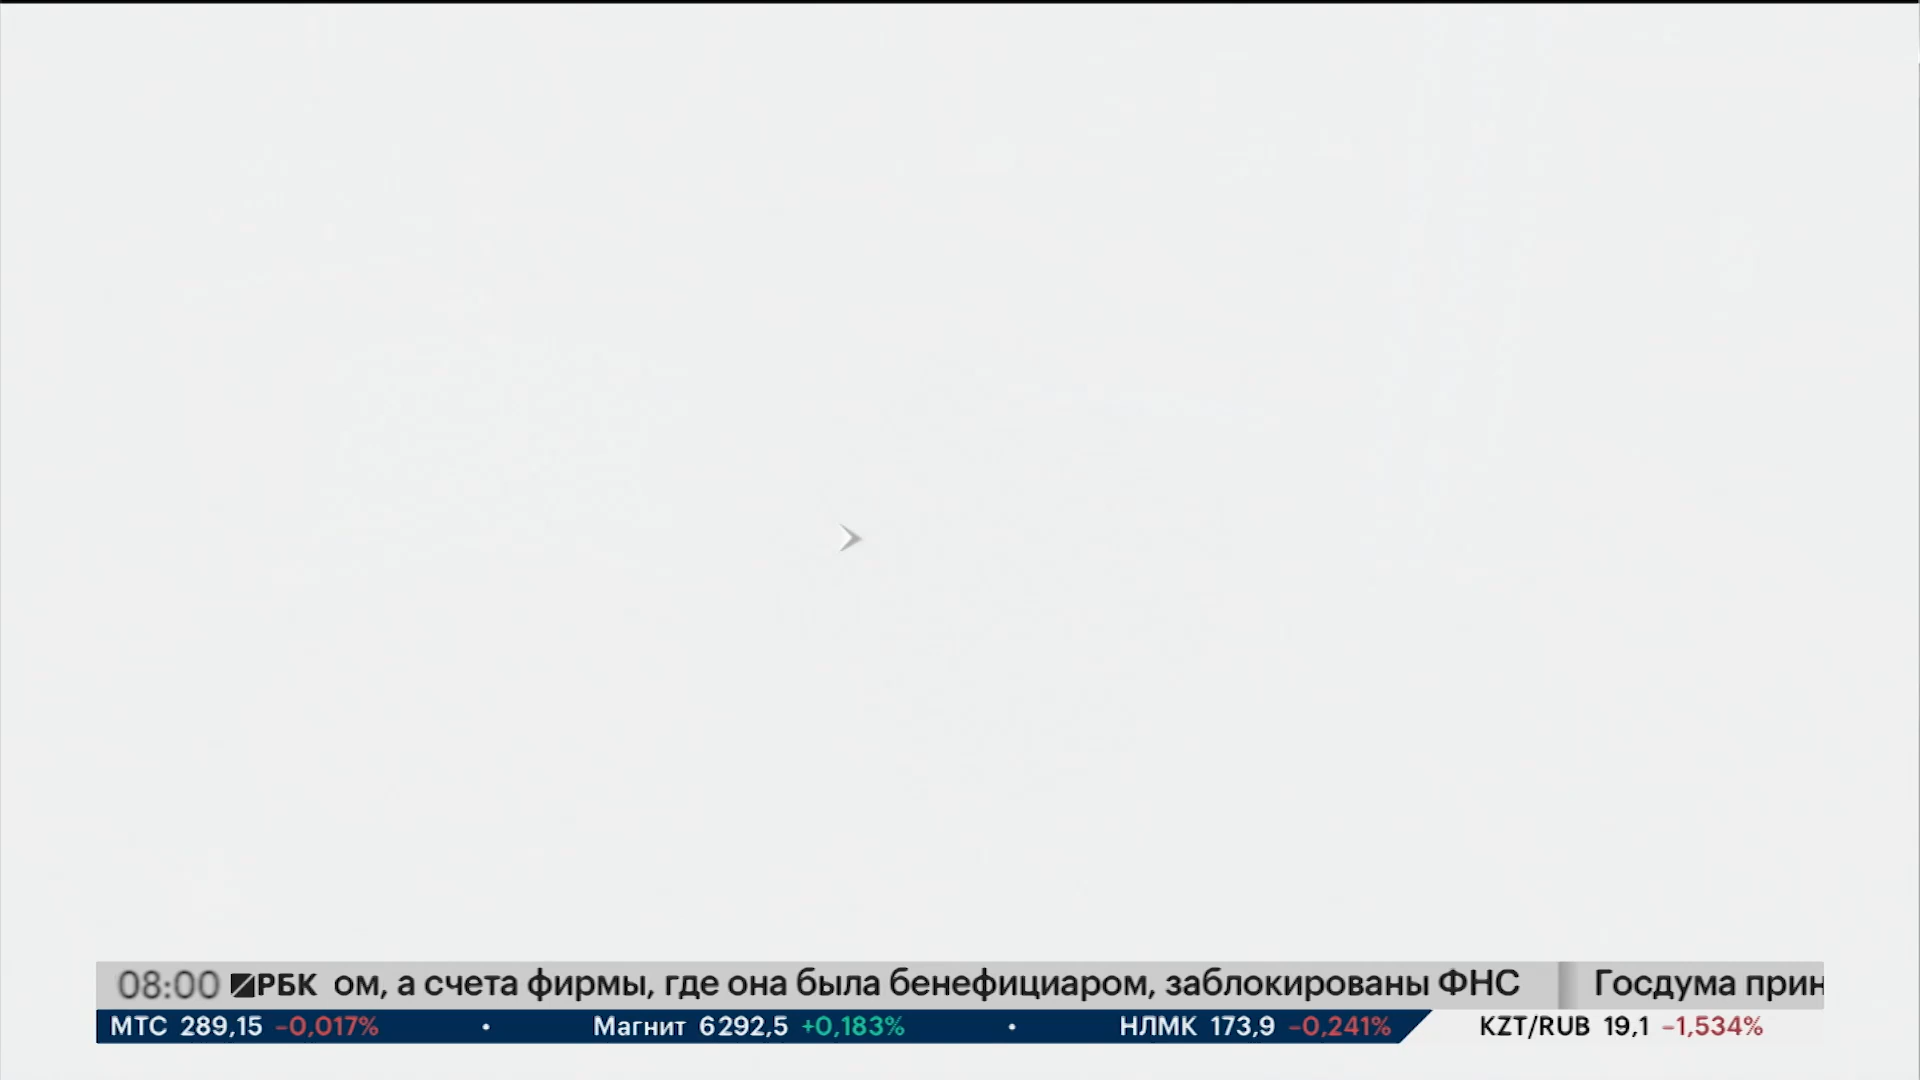 08:00 РБК ом, а счета фирмы, где она была бенефициаром, заблокированы ФНС Госдума прин
МТС 289,15 -0,017% • Магнит 6292,5 +0,183% • НЛМК 173,9 -0,241% KZT/RUB 19,1 -1,534%